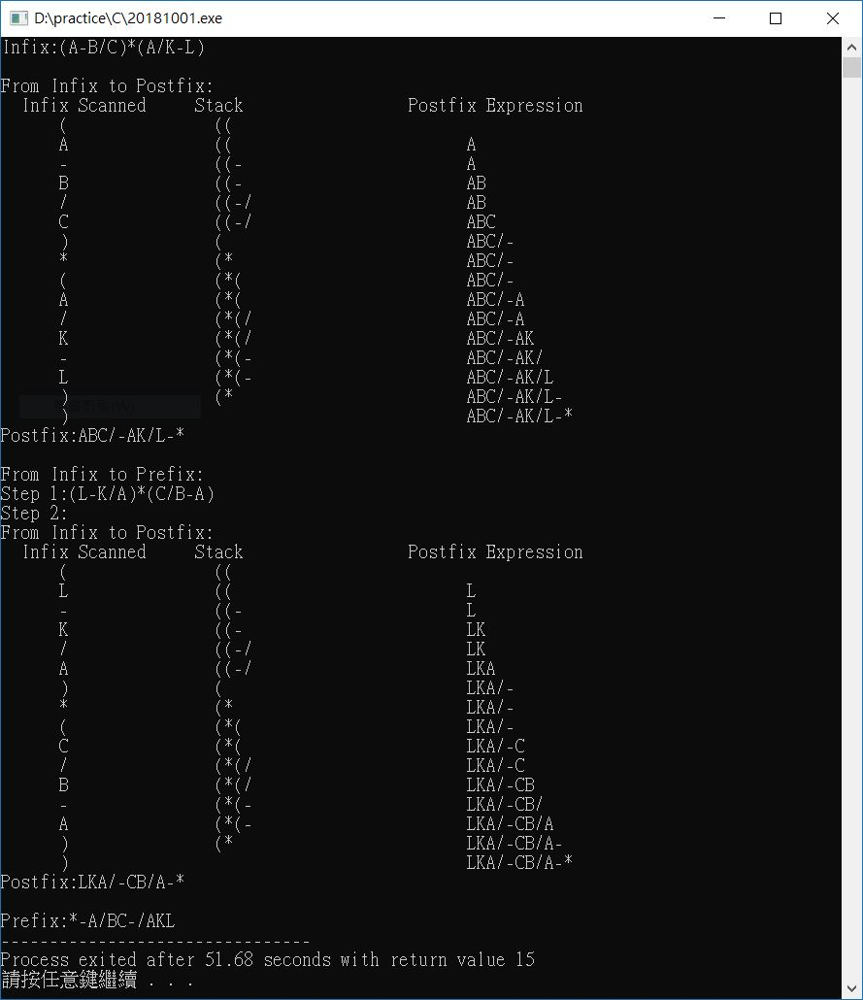 D:\practice\C\20181001.exe
Infix:(A-B/C)*(A/K-L)
From Infix to Postfix:
Infix Scanned Stack Postfix Expression
( ((
A (( A
- ((- A
B ((- AB
/ ((-/ AB
C ((-/ ABC
) ( ABC/-
* (* ABC/-
( (*( ABC/-
A (*( ABC/-A
/ (*(/ ABC/-A
K (*(/ ABC/-AK
- (*(- ABC/-AK/
L (*(- ABC/-AK/L
) (* ABC/-AK/L-
) ABC/-AK/L-*
Postfix:ABC/-AK/L-*
From Infix to Prefix:
Step 1:(L-K/A)*(C/B-A)
Step 2:
From Infix to Postfix:
Infix Scanned Stack Postfix Expression
( ((
L (( L
- ((- L
K ((- LK
/ ((-/ LK
A ((-/ LKA
) ( LKA/-
* (* LKA/-
( (*( LKA/-
C (*( LKA/-C
/ (*(/ LKA/-C
B (*(/ LKA/-CB
- (*(- LKA/-CB/
A (*(- LKA/-CB/A
) (* LKA/-CB/A-
) LKA/-CB/A-*
Postfix:LKA/-CB/A-*
Prefix:*-A/BC-/AKL
--------------------------------
Process exited after 51.68 seconds with return value 15
請按任意鍵繼續 . . .